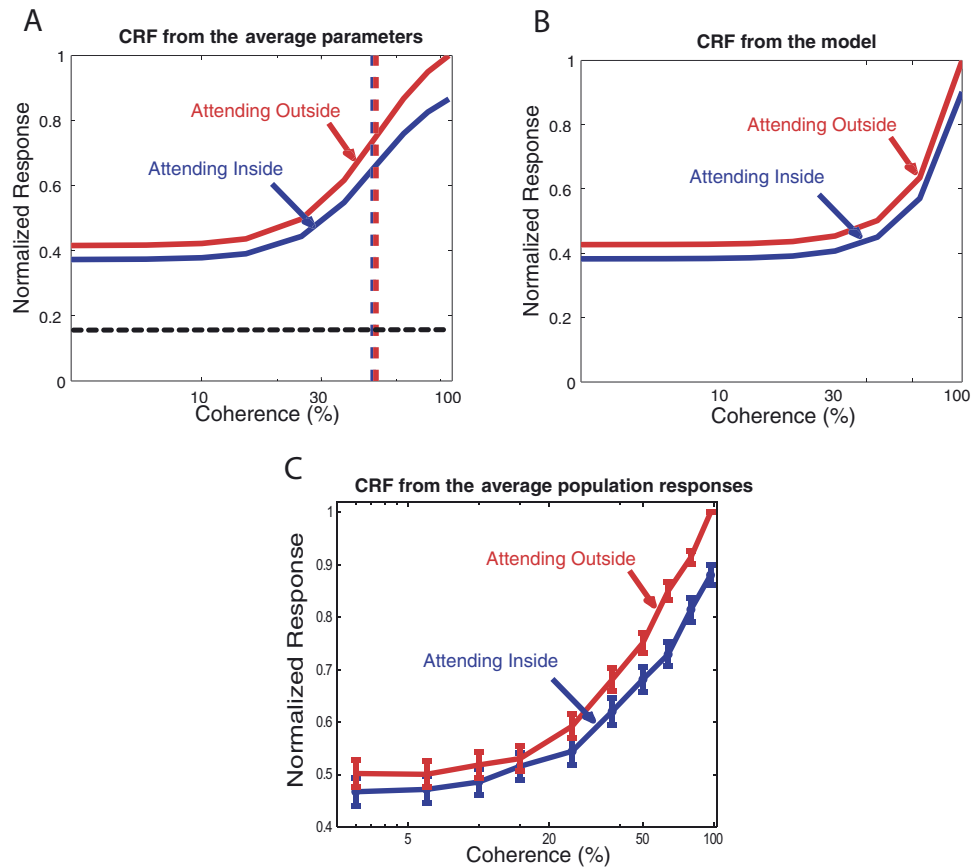 A
CRF from the average parameters
Normalized Response
1
0.8
0.6
0.4
0.2
0
Attending Outside
Attending Inside
10
30
100
Coherence (%)
B
CRF from the model
Normalized Response
1
0.8
0.6
0.4
0.2
0
Attending Outside
Attending Inside
10
30
100
Coherence (%)
C
CRF from the average population responses
Normalized Response
1
0.9
0.8
0.7
0.6
0.5
0.4
Attending Outside
Attending Inside
5
20
50
100
Coherence (%)